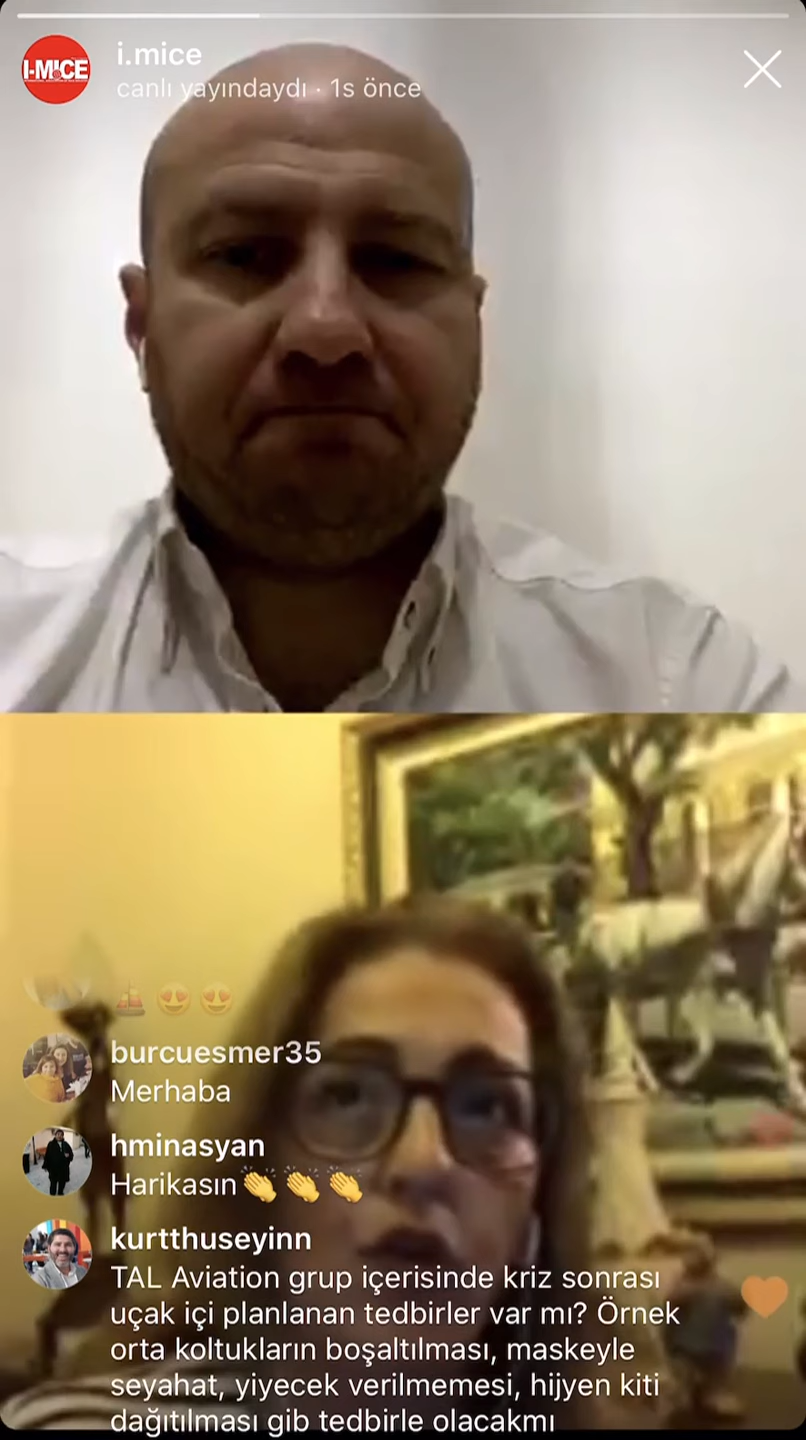 I-MICE
i.mice
canlı yayındaydı · 1s önce
⛵😍😍
burcuesmer35
Merhaba
hminasyan
Harikasın👏👏👏
kurtthuseyinn
TAL Aviation grup içerisinde kriz sonrası
uçak içi planlanan tedbirler var mı? Örnek
orta koltukların boşaltılması, maskeyle
seyahat, yiyecek verilmemesi, hijyen kiti
dağıtılması gib tedbirle olacakmı